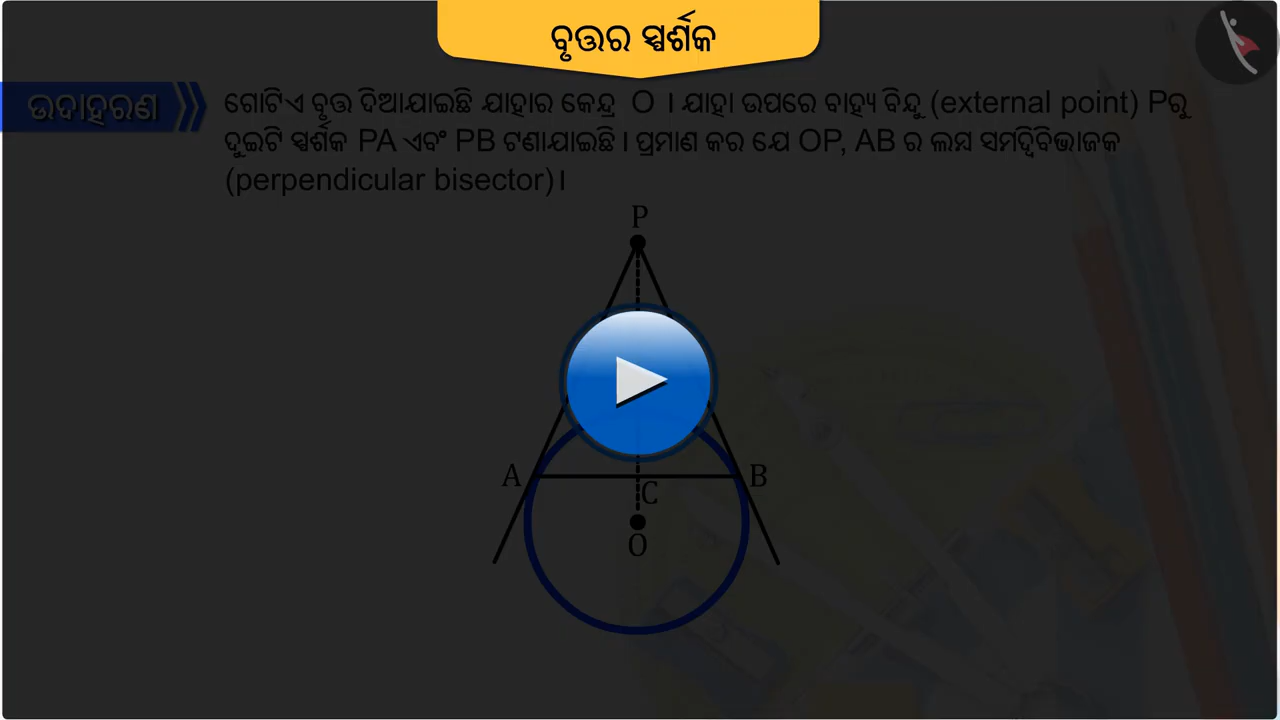 ବୃତ୍ତର ସ୍ପର୍ଶକ
ଉଦାହରଣ
ଗୋଟିଏ ବୃତ୍ତ ଦିଆଯାଇଛି ଯାହାର କେନ୍ଦ୍ର O । ଯାହା ଉପରେ ବାହ୍ୟ ବିନ୍ଦୁ (external point) Pରୁ
ଦୁଇଟି ସ୍ପର୍ଶକ PA ଏବଂ PB ଟଣାଯାଇଛି । ପ୍ରମାଣ କର ଯେ OP, AB ର ଲମ୍ବ ସମଦ୍ବିବିଭାଜକ
(perpendicular bisector)।
P
A
B
C
O